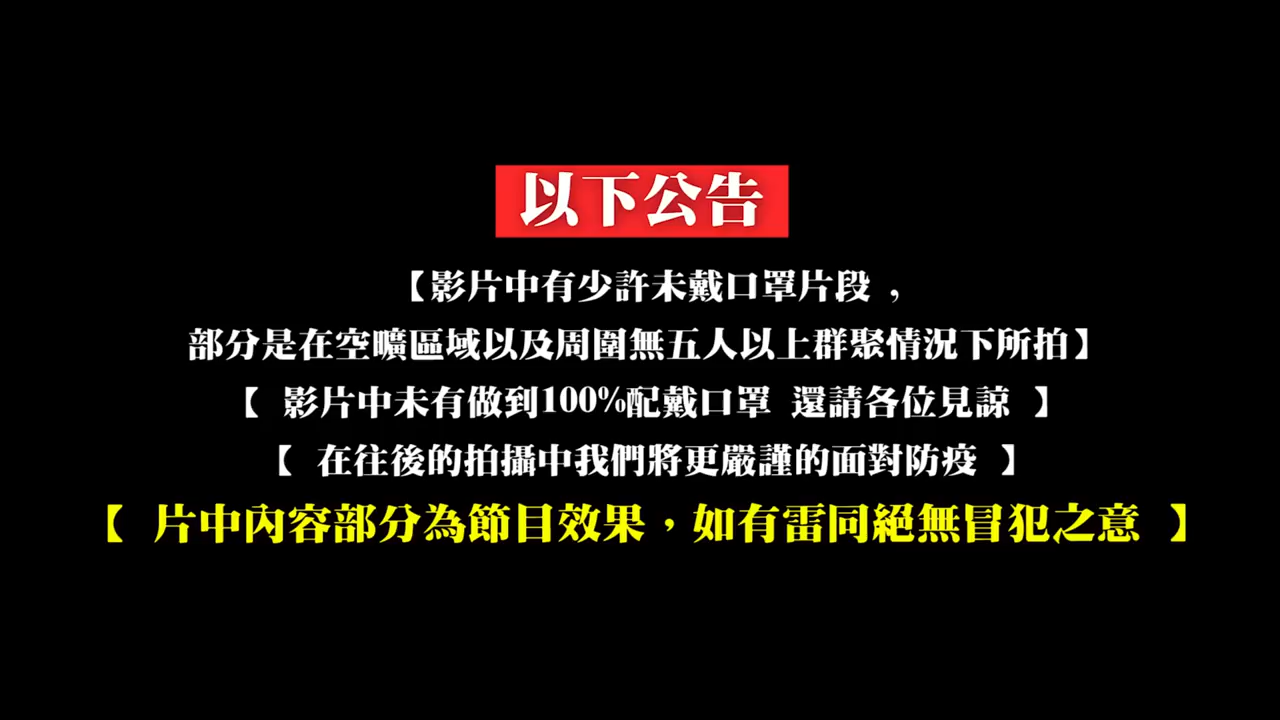 以下公告
【影片中有少許未戴口罩片段 ,
部分是在空曠區域以及周圍無五人以上群聚情況下所拍】
【 影片中未有做到100%配戴口罩 還請各位見諒 】
【 在往後的拍攝中我們將更嚴謹的面對防疫 】
【 片中內容部分為節目效果，如有雷同絕無冒犯之意 】